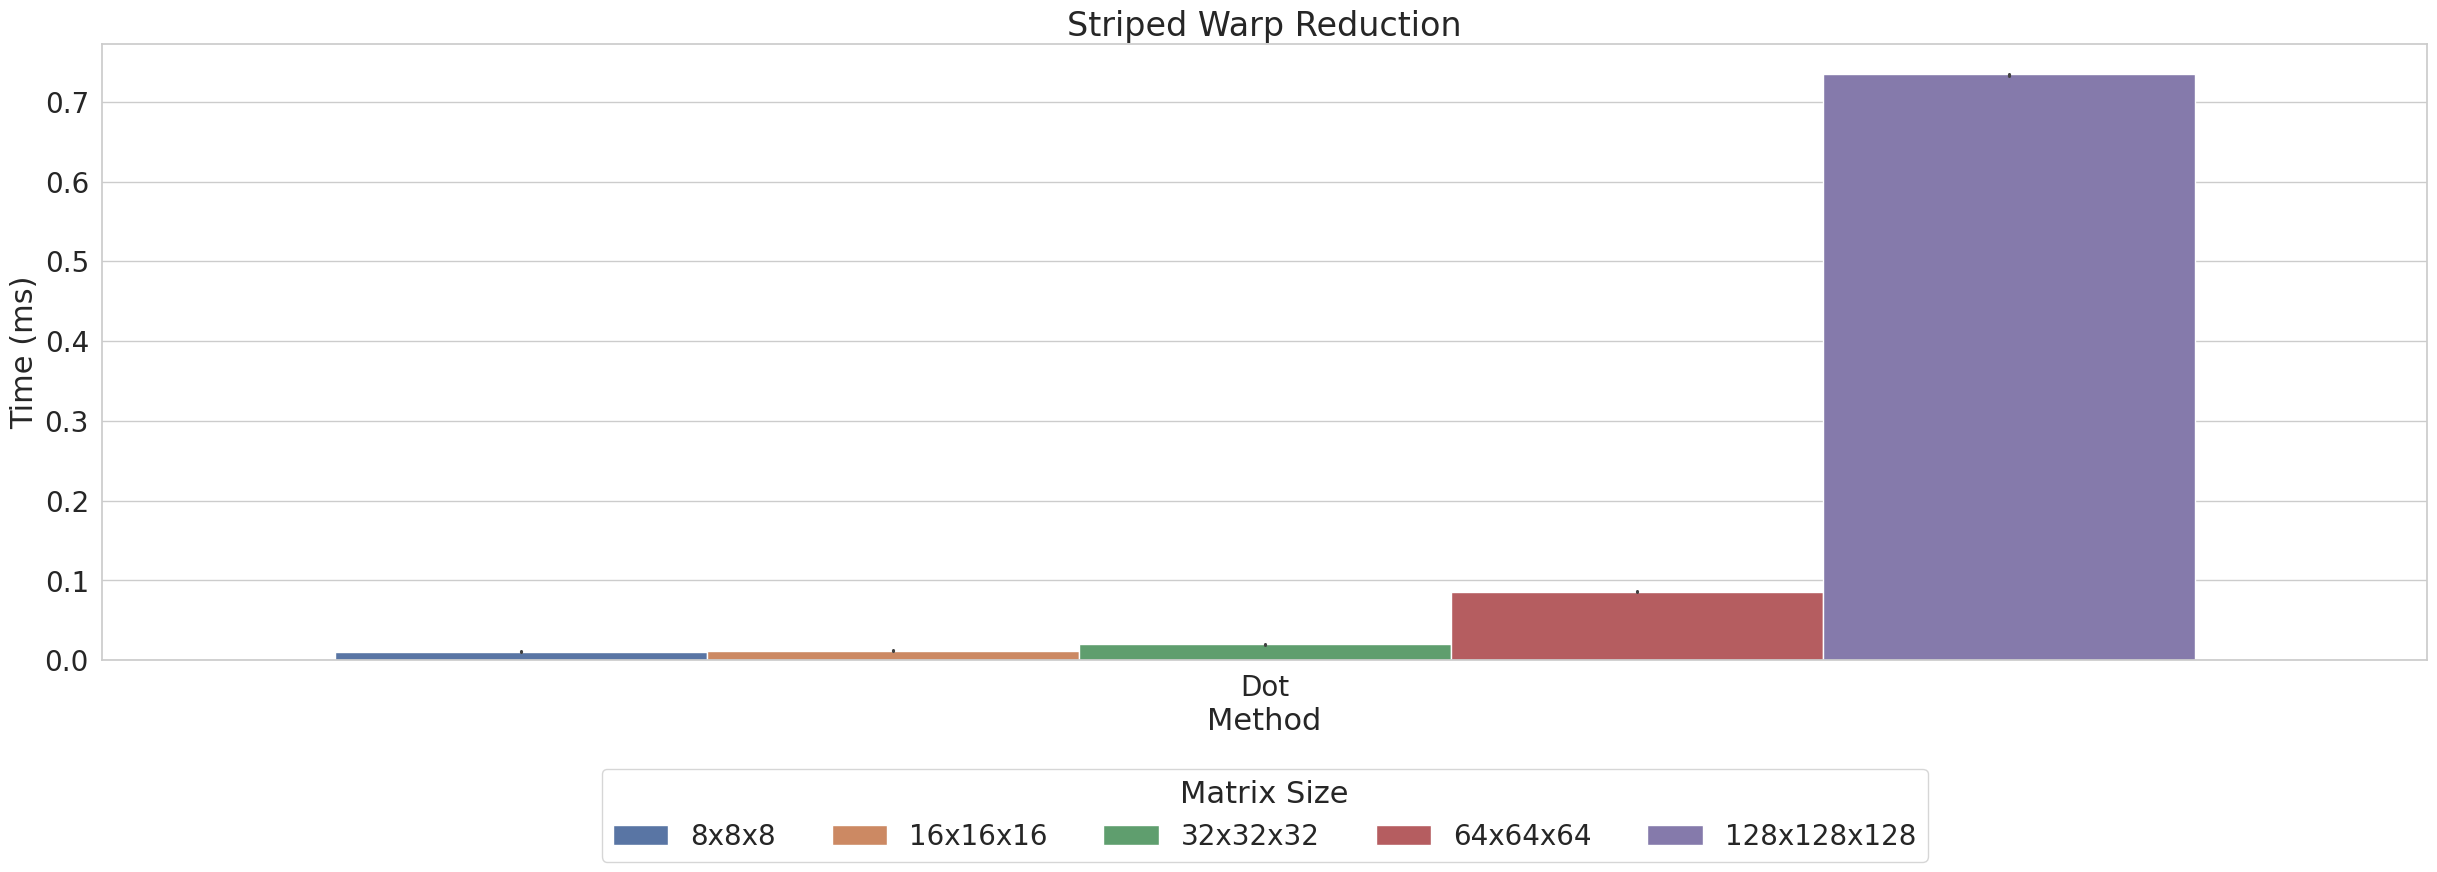 Striped Warp Reduction
Time (ms)
0.7
0.6
0.5
0.4
0.3
0.2
0.1
0.0
Dot
Method
Matrix Size
8x8x8 16x16x16 32x32x32 64x64x64 128x128x128